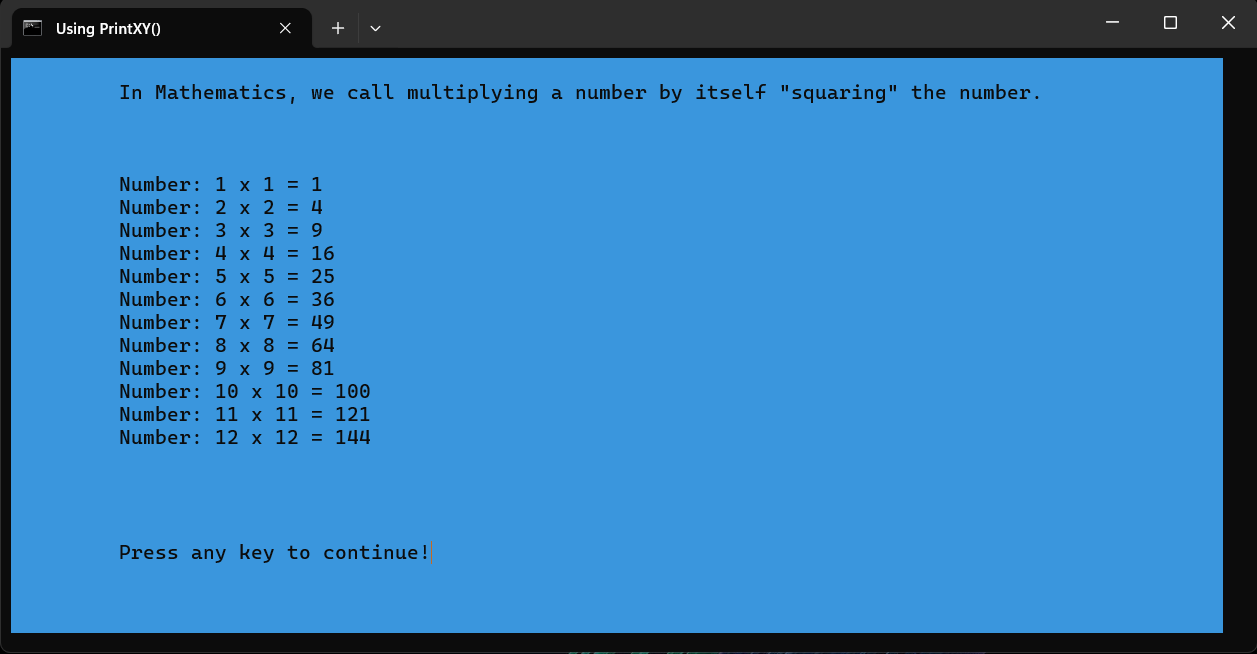 Using PrintXY()
In Mathematics, we call multiplying a number by itself "squaring" the number.
Number: 1 x 1 = 1
Number: 2 x 2 = 4
Number: 3 x 3 = 9
Number: 4 x 4 = 16
Number: 5 x 5 = 25
Number: 6 x 6 = 36
Number: 7 x 7 = 49
Number: 8 x 8 = 64
Number: 9 x 9 = 81
Number: 10 x 10 = 100
Number: 11 x 11 = 121
Number: 12 x 12 = 144
Press any key to continue!